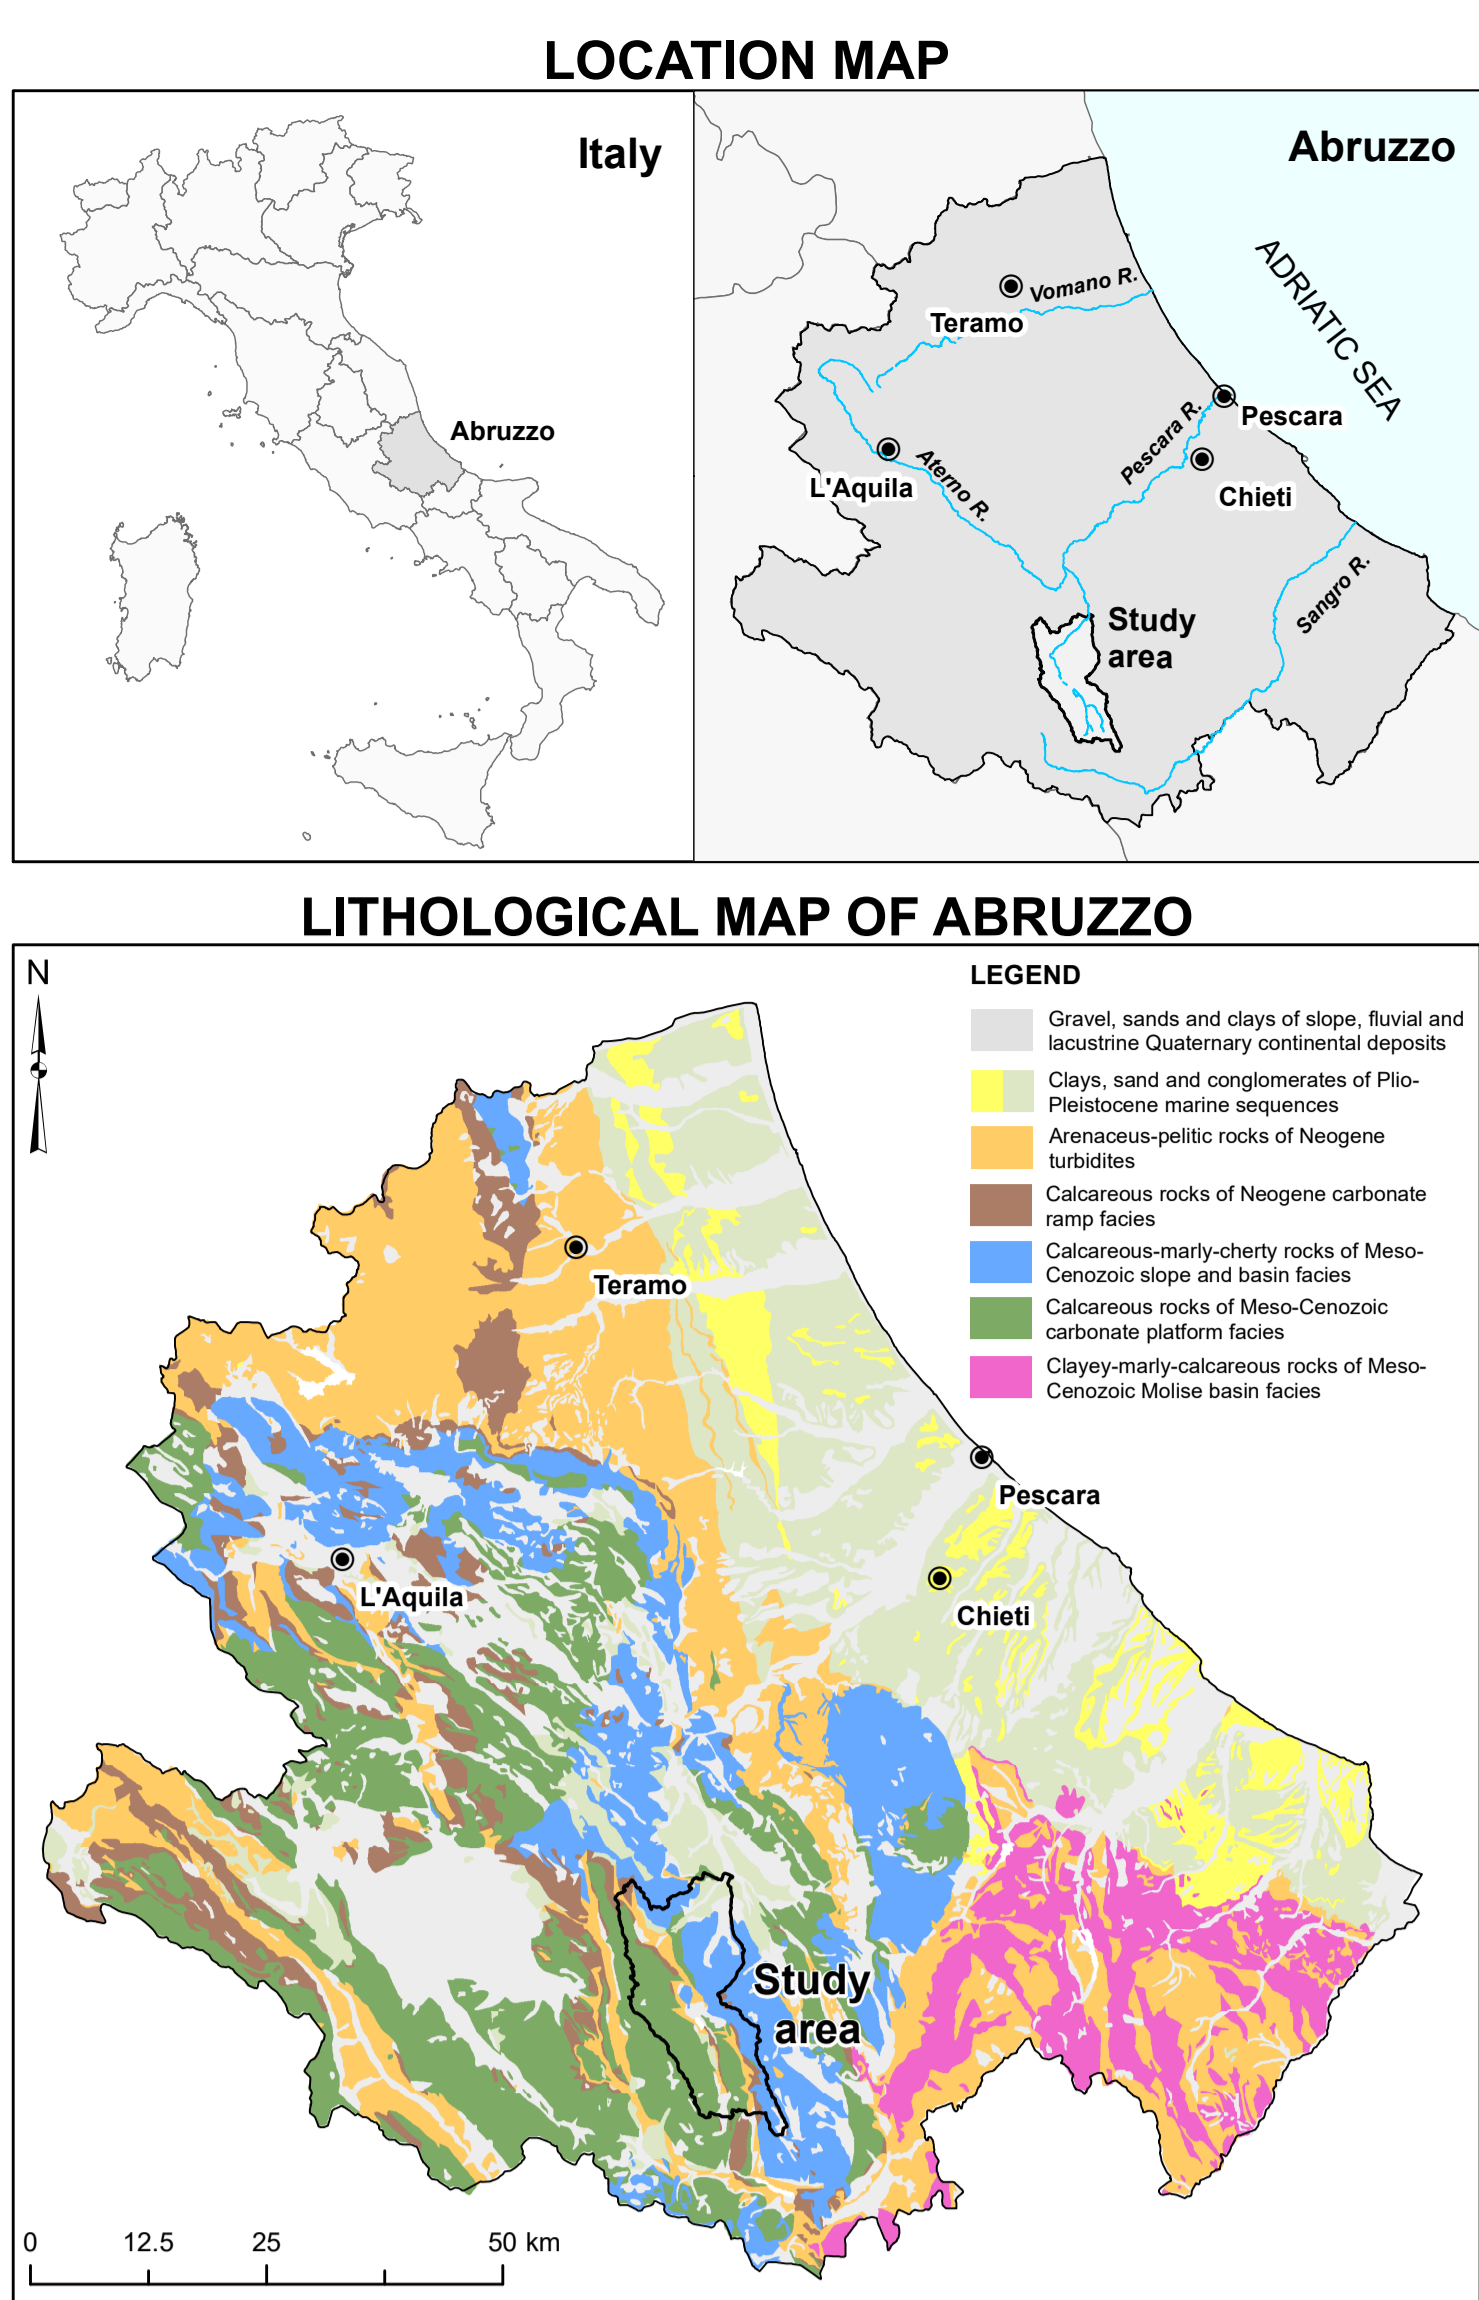 LOCATION MAP
Italy
Abruzzo
Abruzzo
ADRIATIC SEA
Vomano R.
Teramo
Pescara R.
Pescara
Aterno R.
L'Aquila
Chieti
Sangro R.
Study
area
LITHOLOGICAL MAP OF ABRUZZO
N
LEGEND
Gravel, sands and clays of slope, fluvial and
lacustrine Quaternary continental deposits
Clays, sand and conglomerates of Plio-
Pleistocene marine sequences
Arenaceus-pelitic rocks of Neogene
turbidites
Calcareous rocks of Neogene carbonate
ramp facies
Calcareous-marly-cherty rocks of Meso-
Cenozoic slope and basin facies
Calcareous rocks of Meso-Cenozoic
carbonate platform facies
Clayey-marly-calcareous rocks of Meso-
Cenozoic Molise basin facies
Teramo
Pescara
L'Aquila
Chieti
Study
area
0 12.5 25 50 km